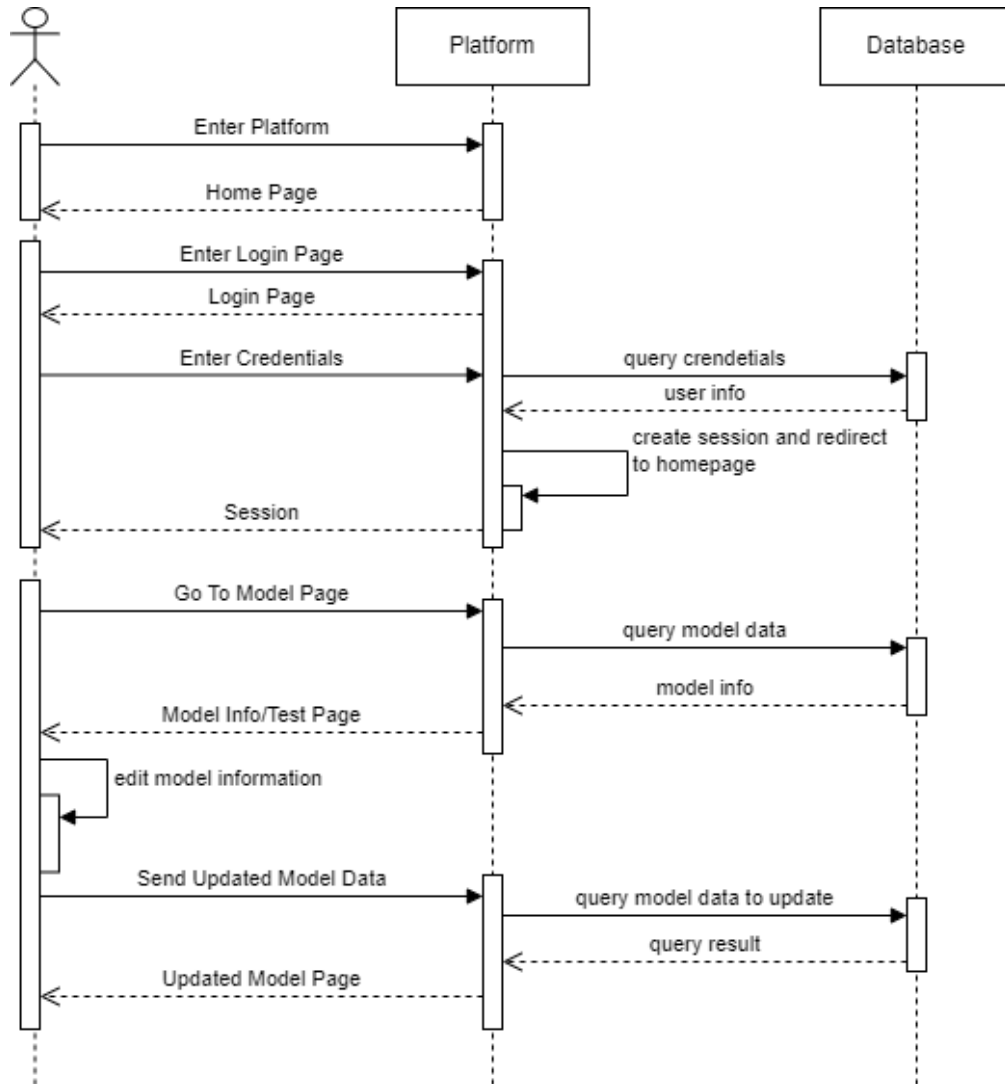 Platform
Database
Enter Platform
Home Page
Enter Login Page
Login Page
Enter Credentials
query crendetials
user info
create session and redirect
to homepage
Session
Go To Model Page
query model data
model info
Model Info/Test Page
edit model information
Send Updated Model Data
query model data to update
query result
Updated Model Page